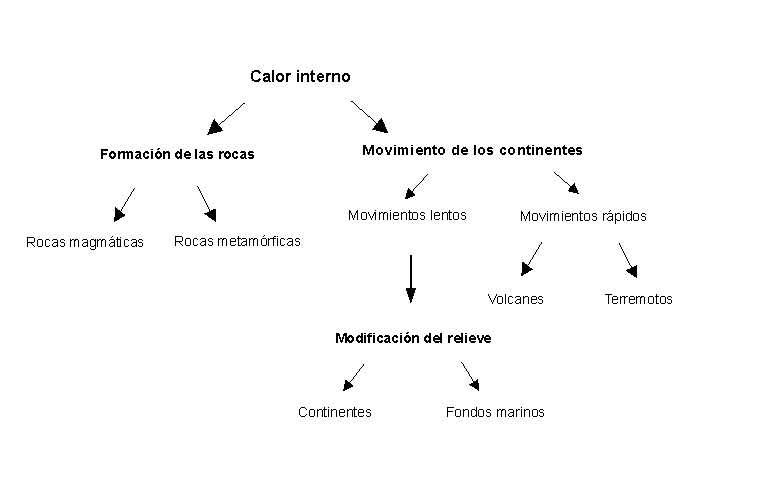 Calor interno
Formación de las rocas
Movimiento de los continentes
Movimientos lentos
Movimientos rápidos
Rocas magmáticas
Rocas metamórficas
Volcanes
Terremotos
Modificación del relieve
Continentes
Fondos marinos